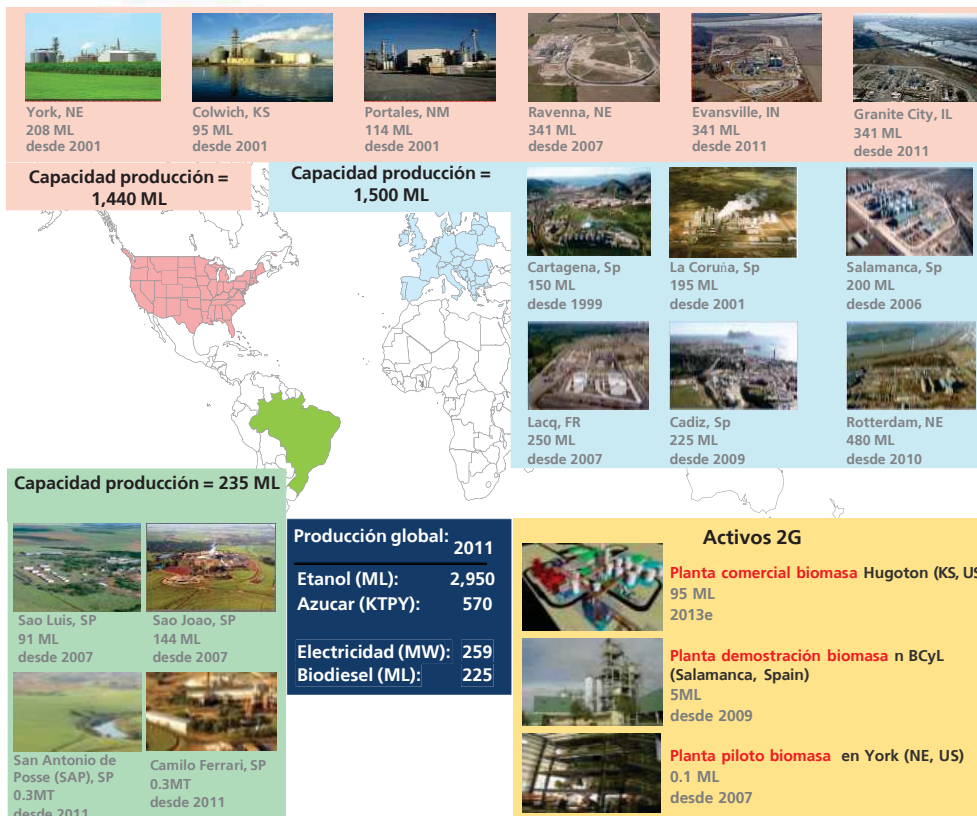 York, NE
208 ML
desde 2001
Colwich, KS
95 ML
desde 2001
Portales, NM
114 ML
desde 2001
Ravenna, NE
341 ML
desde 2007
Evansville, IN
341 ML
desde 2011
Granite City, IL
341 ML
desde 2011
Capacidad producción =
1,440 ML
Capacidad producción =
1,500 ML
Cartagena, Sp
150 ML
desde 1999
La Coruńa, Sp
195 ML
desde 2001
Salamanca, Sp
200 ML
desde 2006
Lacq, FR
250 ML
desde 2007
Cadiz, Sp
225 ML
desde 2009
Rotterdam, NE
480 ML
desde 2010
Capacidad producción = 235 ML
Sao Luis, SP
91 ML
desde 2007
Sao Joao, SP
144 ML
desde 2007
San Antonio de
Posse (SAP), SP
0.3MT
desde 2011
Camilo Ferrari, SP
0.3MT
desde 2011
Producción global:
2011
Etanol (ML): 2,950
Azucar (KTPY): 570
Electricidad (MW): 259
Biodiesel (ML): 225
Activos 2G
Planta comercial biomasa Hugoton (KS, US
95 ML
2013e
Planta demostración biomasa n BCyL
(Salamanca, Spain)
5ML
desde 2009
Planta piloto biomasa en York (NE, US)
0.1 ML
desde 2007